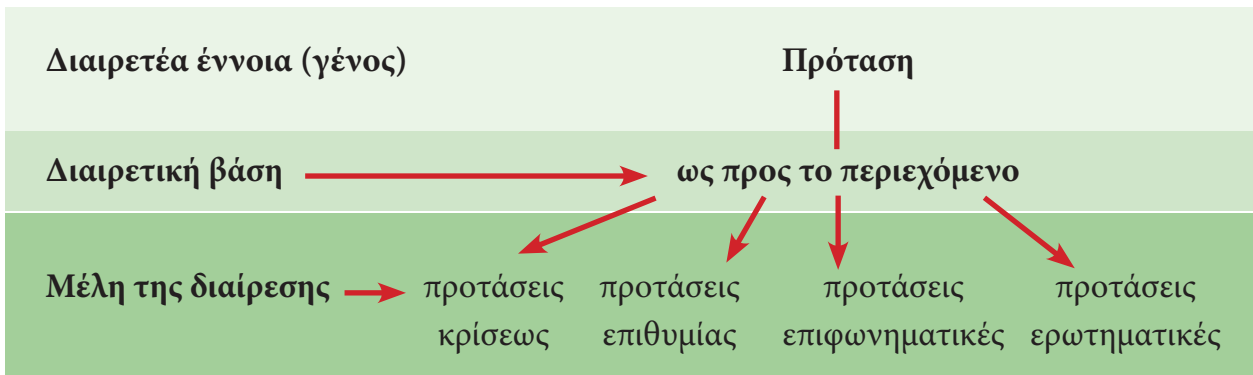 Διαιρετέα έννοια (γένος) Πρόταση
Διαιρετική βάση ως προς το περιεχόμενο
Μέλη της διαίρεσης προτάσεις προτάσεις προτάσεις προτάσεις
κρίσεως επιθυμίας επιφωνηματικές ερωτηματικές